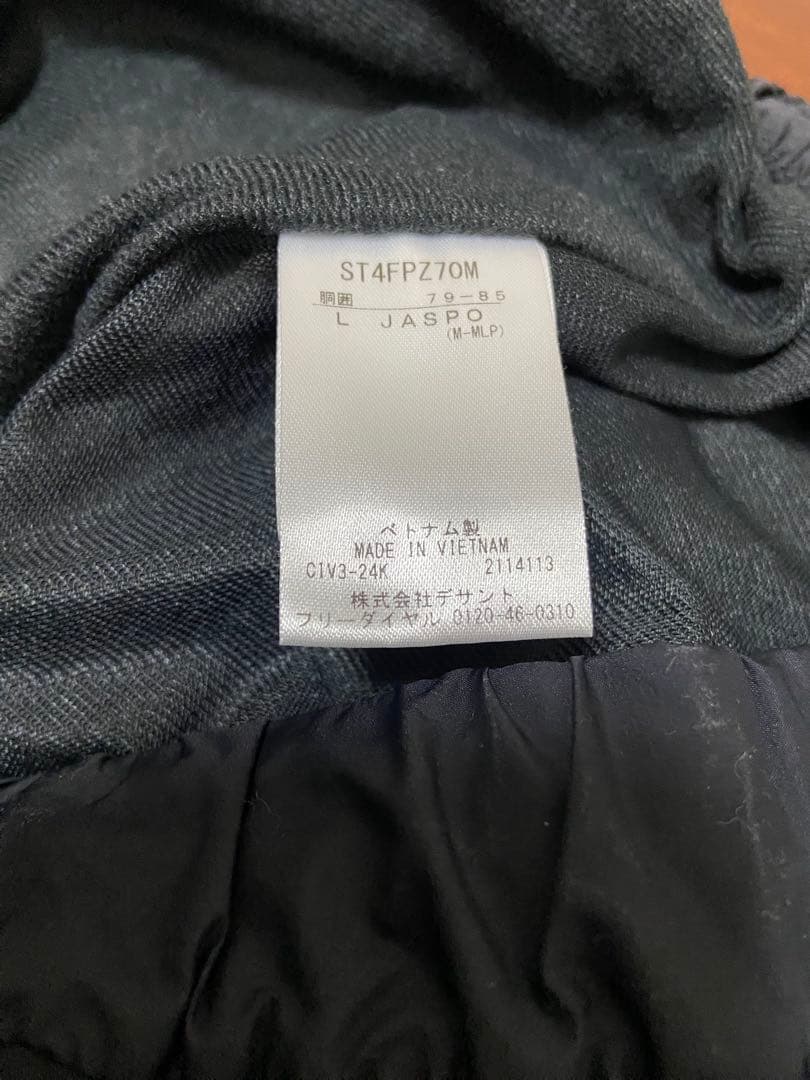 ST4FPZ70M
胴囲 79-85
L JASPO
(M-MLP)
ベトナム製
MADE IN VIETNAM
C1V3-24K 2114113
株式会社デサント
フリーダイヤル 0120-46-0310